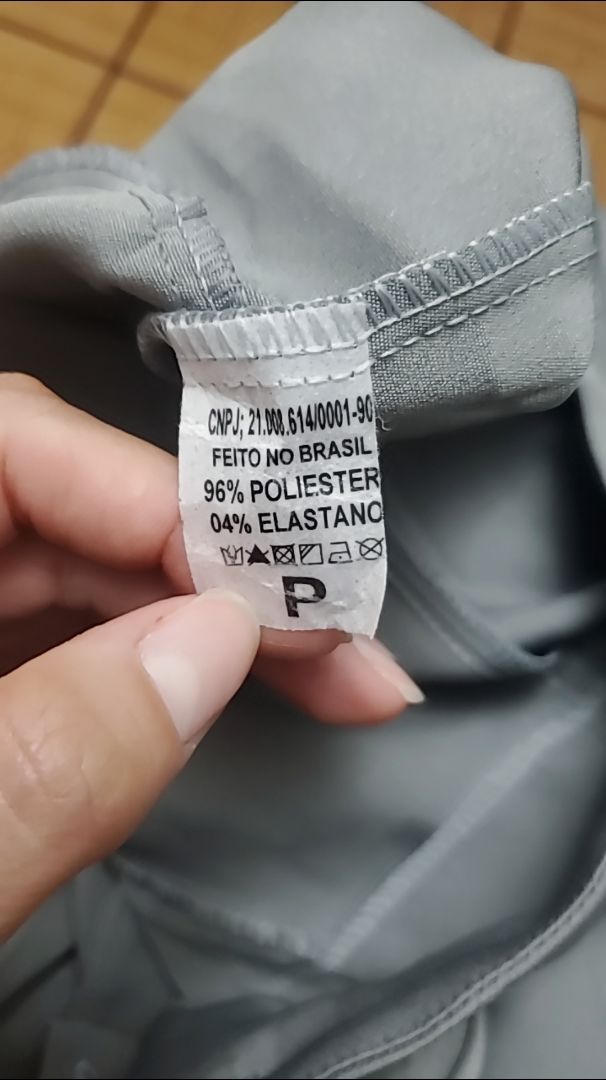 CNPJ; 21.008.614/0001-90
FEITO NO BRASIL
96% POLIESTER
04% ELASTANO
P